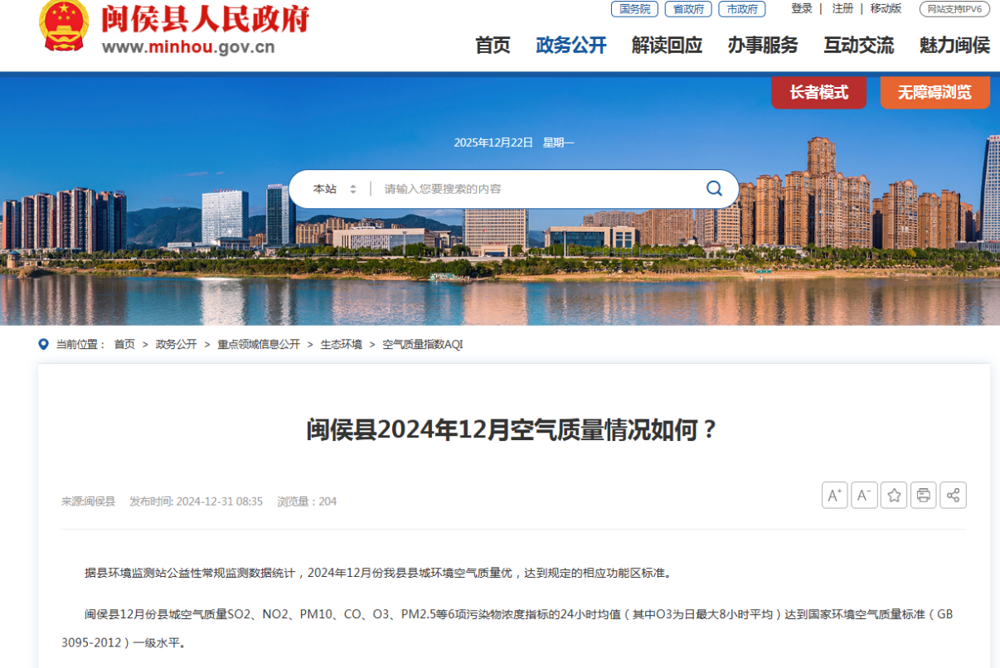 闽侯县人民政府
www.minhou.gov.cn
国务院 省政府 市政府 登录 | 注册 | 移动版 网站支持IPV6
首页 政务公开 解读回应 办事服务 互动交流 魅力闽侯
长者模式 无障碍浏览
2025年12月22日 星期一
本站 请输入您要搜索的内容
当前位置： 首页 > 政务公开 > 重点领域信息公开 > 生态环境 > 空气质量指数AQI
闽侯县2024年12月空气质量情况如何？
来源:闽侯县 发布时间: 2024-12-31 08:35 浏览量：204
A+ A-
据县环境监测站公益性常规监测数据统计，2024年12月份我县县城环境空气质量优，达到规定的相应功能区标准。
闽侯县12月份县城空气质量SO2、NO2、PM10、CO、O3、PM2.5等6项污染物浓度指标的24小时均值（其中O3为日最大8小时平均）达到国家环境空气质量标准（GB
3095-2012）一级水平。